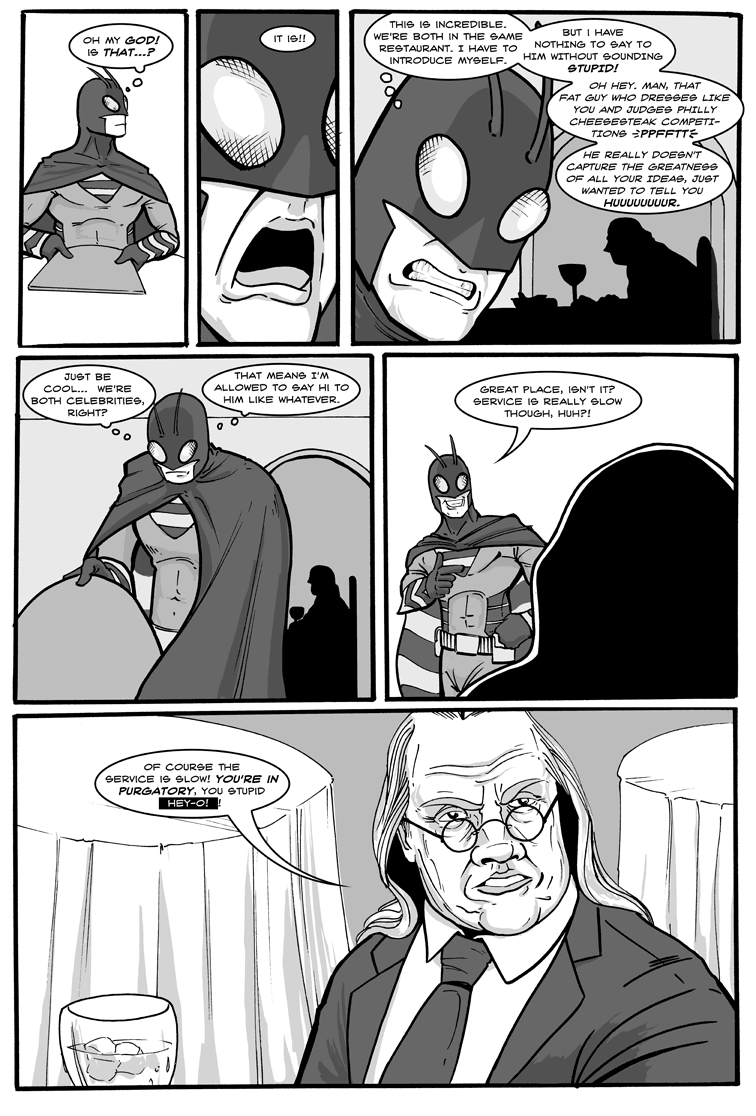 OH MY GOD!
IS THAT...?
IT IS!!
THIS IS INCREDIBLE.
WE'RE BOTH IN THE SAME
RESTAURANT. I HAVE TO
INTRODUCE MYSELF.
BUT I HAVE
NOTHING TO SAY TO
HIM WITHOUT SOUNDING
STUPID!
OH HEY. MAN, THAT
FAT GUY WHO DRESSES LIKE
YOU AND JUDGES PHILLY
CHEESESTEAK COMPETI-
TIONS PPFFTT
HE REALLY DOESN'T
CAPTURE THE GREATNESS
OF ALL YOUR IDEAS, JUST
WANTED TO TELL YOU
HUUUUUUUR.
JUST BE
COOL... WE'RE
BOTH CELEBRITIES,
RIGHT?
THAT MEANS I'M
ALLOWED TO SAY HI TO
HIM LIKE WHATEVER.
GREAT PLACE, ISN'T IT?
SERVICE IS REALLY SLOW
THOUGH, HUH?!
OF COURSE THE
SERVICE IS SLOW! YOU'RE IN
PURGATORY, YOU STUPID
HEY-O! !